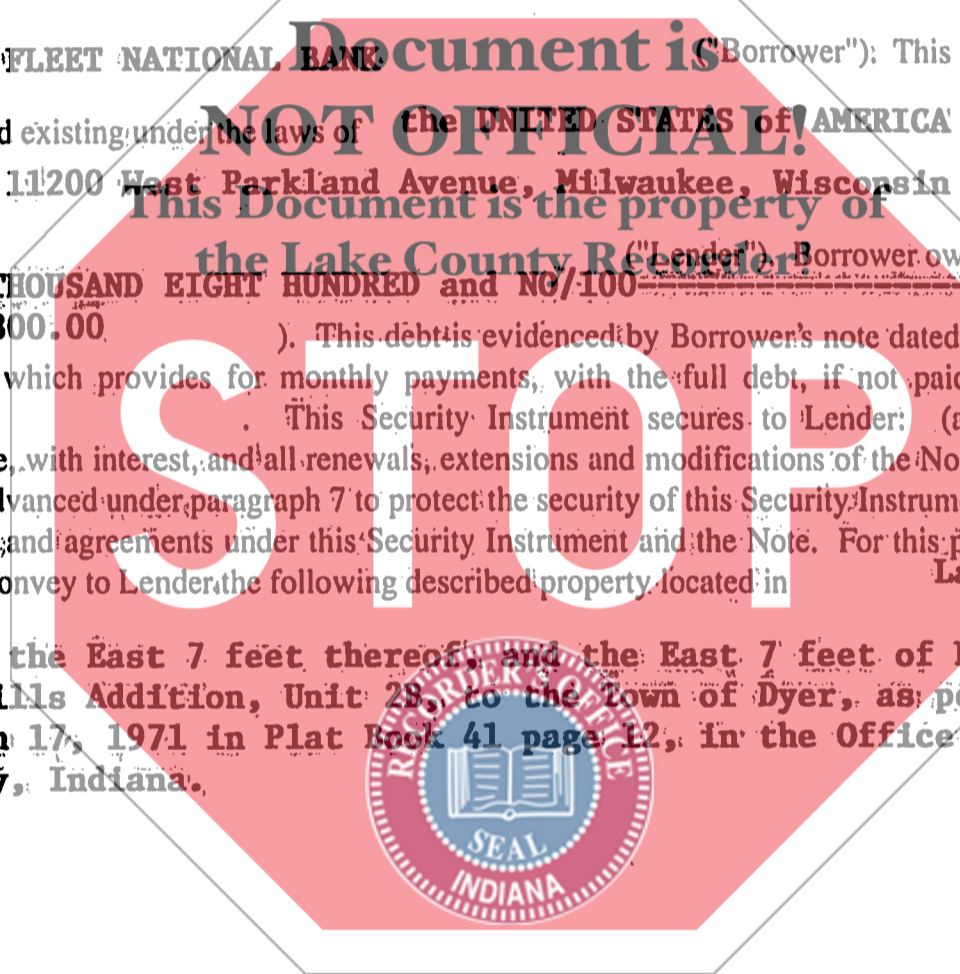 Document is
NOT OFFICIAL!
This Document is the property of
the Lake County Recorder!
STOP
FLEET NATIONAL BANK ("Borrower"): This
existing under the laws of the UNITED STATES of AMERICA
11200 West Parkland Avenue, Milwaukee, Wisconsin
("Lender"). Borrower ow
THOUSAND EIGHT HUNDRED and NO/100
00.00 ). This debt is evidenced by Borrower's note dated
which provides for monthly payments, with the full debt, if not paid
. This Security Instrument secures to Lender: (a
, with interest, and all renewals, extensions and modifications of the No
dvanced under paragraph 7 to protect the security of this Security Instrum
and agreements under this Security Instrument and the Note. For this p
onvey to Lender the following described property located in La
the East 7 feet thereof, and the East 7 feet of
ills Addition, Unit 2B, to the Town of Dyer, as pe
17, 1971 in Plat Book 41 page 12, in the Office
, Indiana.
RECORDER'S OFFICE
SEAL
INDIANA